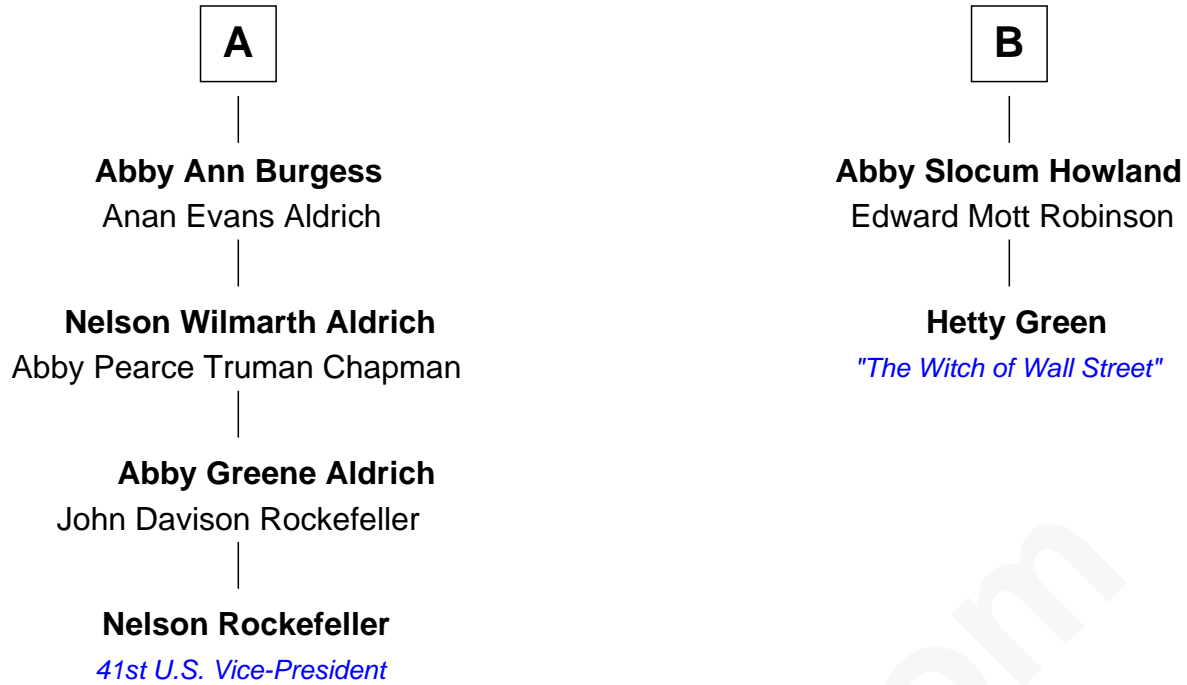 A
Abby Ann Burgess
Anan Evans Aldrich
Nelson Wilmarth Aldrich
Abby Pearce Truman Chapman
Abby Greene Aldrich
John Davison Rockefeller
Nelson Rockefeller
41st U.S. Vice-President
B
Abby Slocum Howland
Edward Mott Robinson
Hetty Green
"The Witch of Wall Street"
om